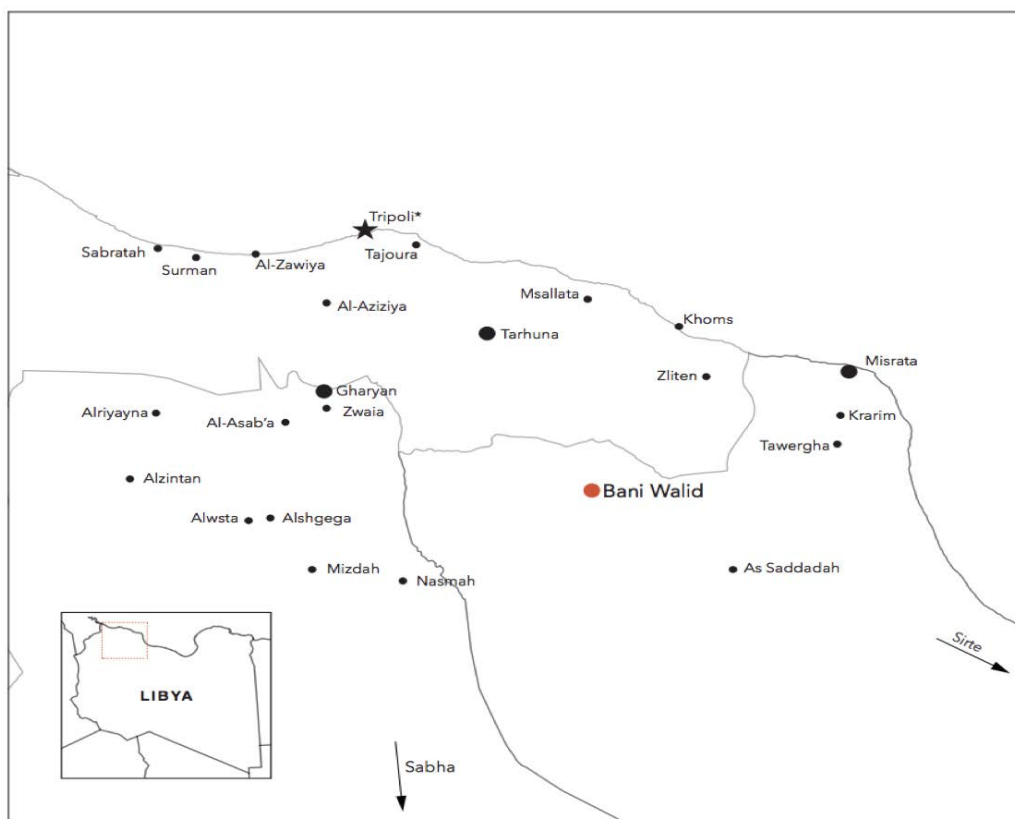 Tripoli*
Sabratah
Surman
Al-Zawiya
Tajoura
Al-Aziziya
Msallata
Tarhuna
Khoms
Misrata
Zliten
Gharyan
Zwaia
Alriyayna
Al-Asab'a
Krarim
Tawergha
Alzintan
Bani Walid
Alwsta
Alshgega
Mizdah
Nasmah
As Saddadah
Sirte
LIBYA
Sabha